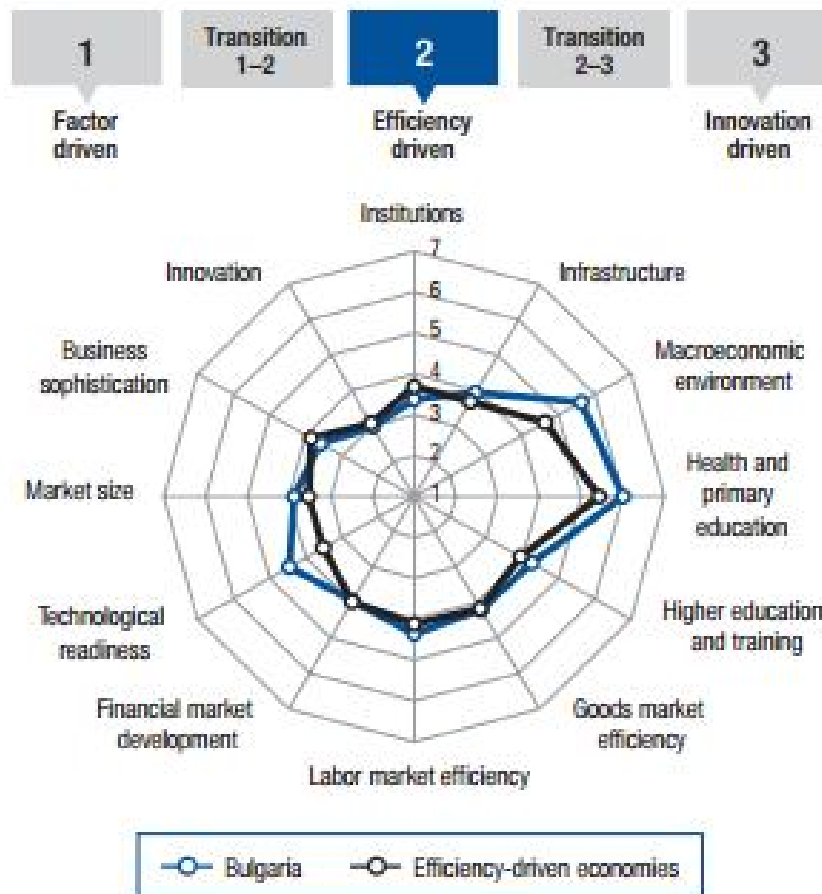 1
Transition
1–2
2
Transition
2–3
3
Factor
driven
Efficiency
driven
Innovation
driven
Institutions
7
Innovation
Infrastructure
6
5
Business
sophistication
Macroeconomic
environment
4
3
2
Market size
1
Health and
primary
education
Technological
readiness
Higher education
and training
Financial market
development
Goods market
efficiency
Labor market efficiency
Bulgaria
Efficiency-driven economies